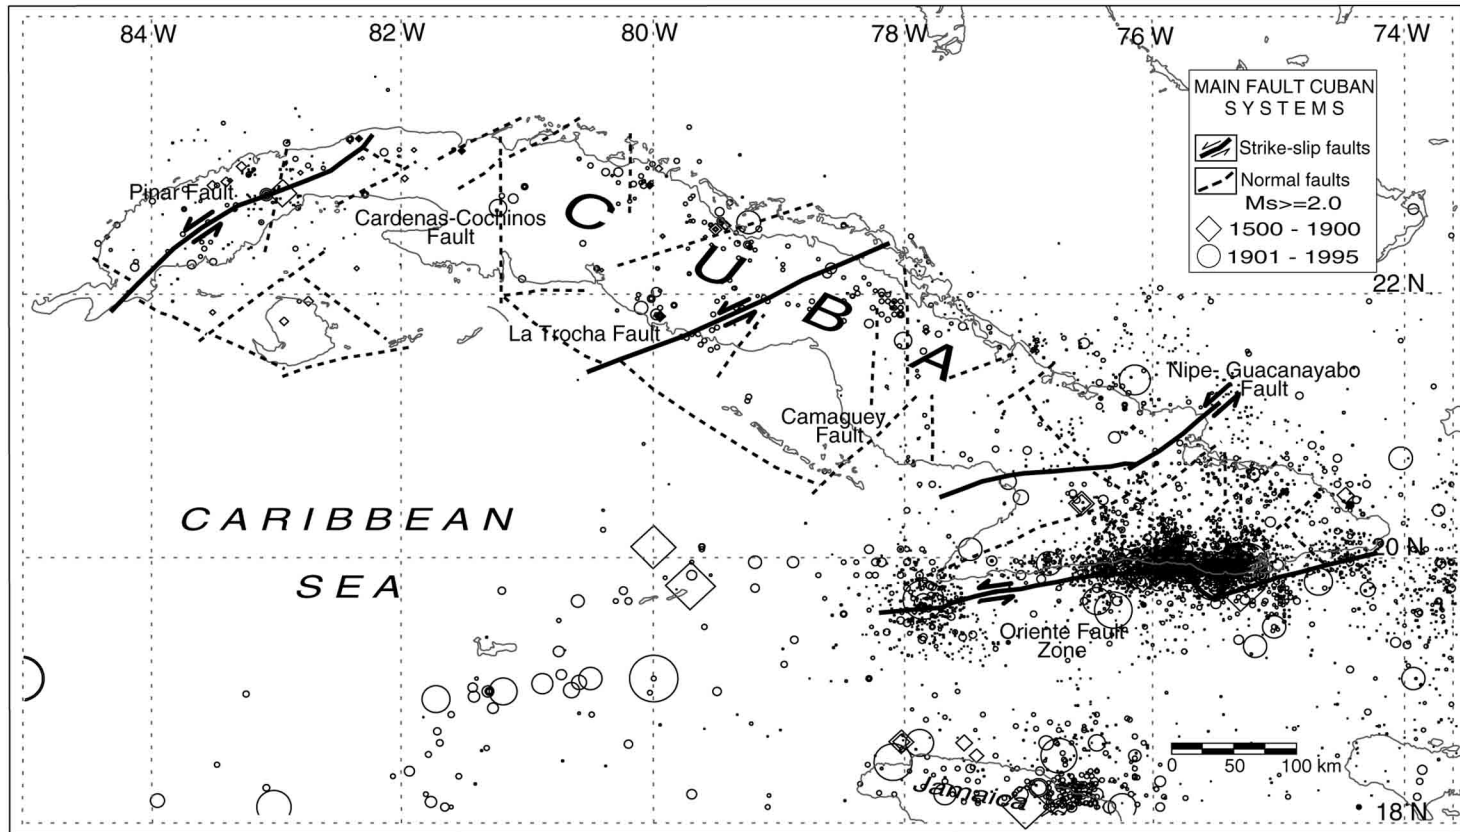 84 W 82 W 80 W 78 W 76 W 74 W
MAIN FAULT CUBAN
SYSTEMS
Strike-slip faults
Normal faults
Ms>=2.0
1500 - 1900
1901 - 1995
Pinar Fault
Cardenas-Cochinos
Fault
CUBA
22 N
La Trocha Fault
Nipe- Guacanayabo
Fault
Camaguey
Fault
CARIBBEAN
SEA
20 N
Oriente Fault
Zone
0 50 100 km
Jamaica
18 N